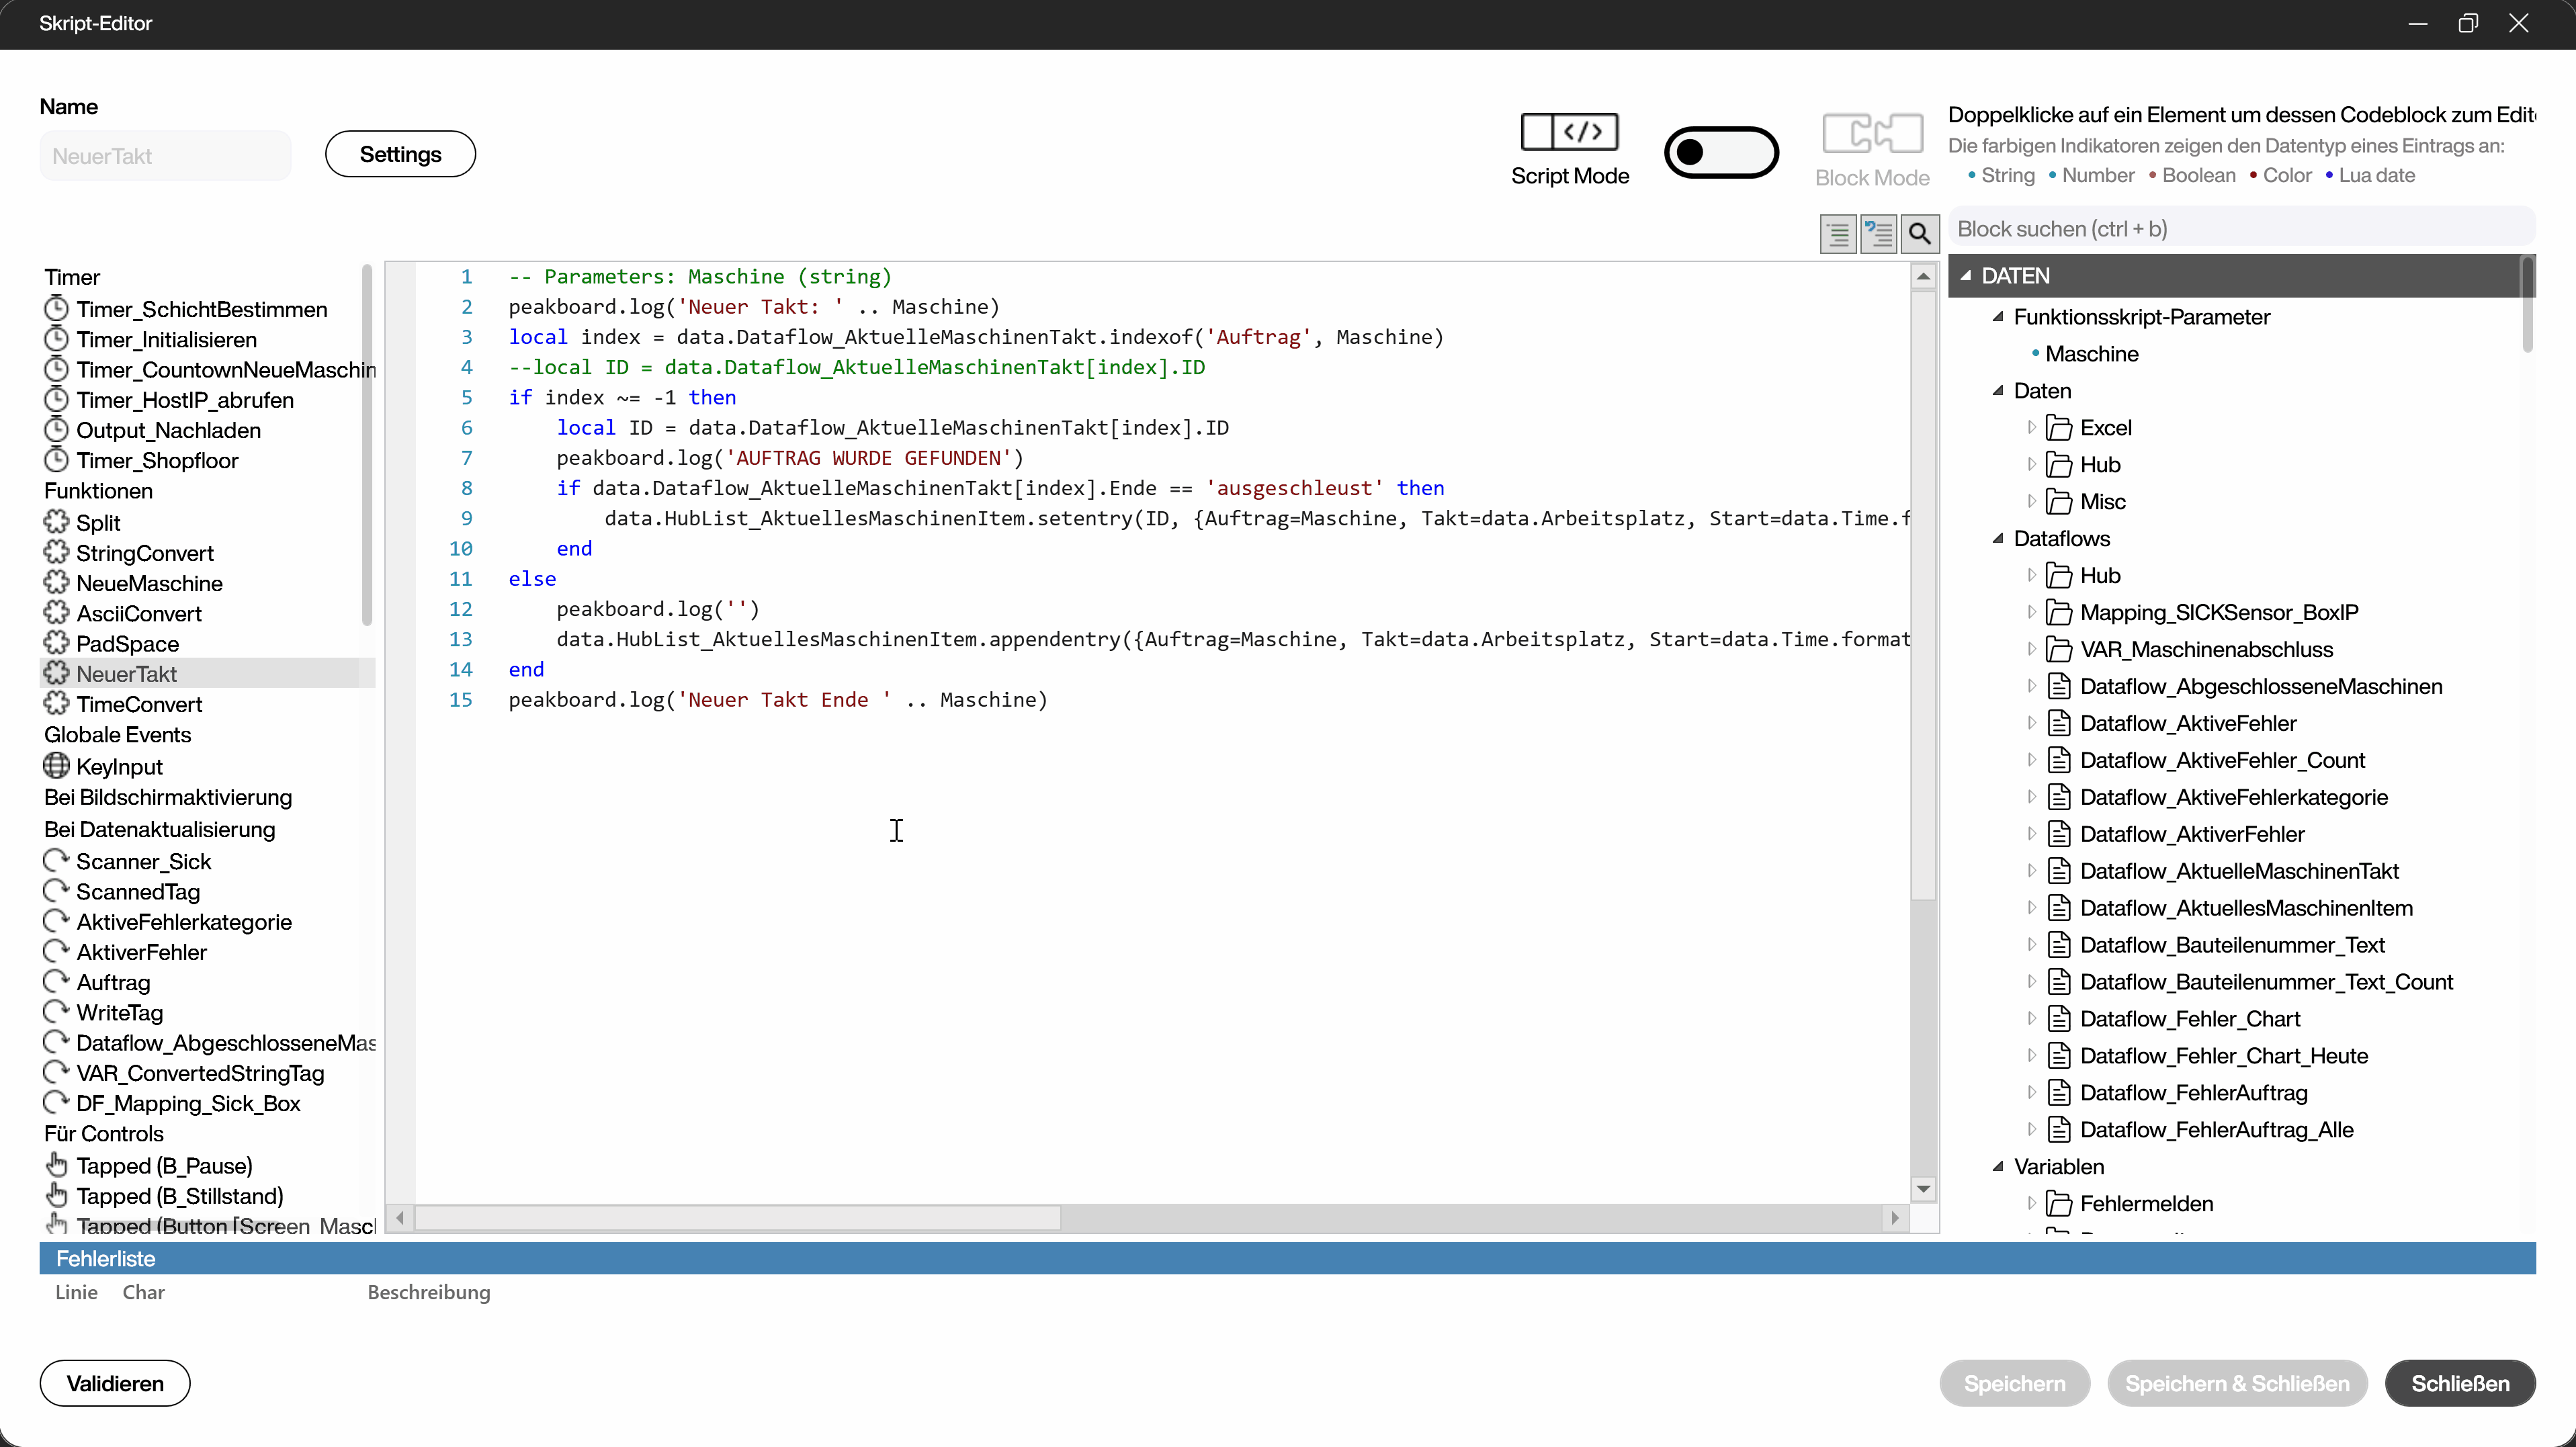 Skript-Editor
Name
NeuerTakt
Settings
Script Mode
Block Mode
Doppelklicke auf ein Element um dessen Codeblock zum Edit
Die farbigen Indikatoren zeigen den Datentyp eines Eintrags an:
• String • Number • Boolean • Color • Lua date
Block suchen (ctrl + b)
Timer
Timer_SchichtBestimmen
Timer_Initialisieren
Timer_CountownNeueMaschin
Timer_HostIP_abrufen
Output_Nachladen
Timer_Shopfloor
Funktionen
Split
StringConvert
NeueMaschine
AsciiConvert
PadSpace
NeuerTakt
TimeConvert
Globale Events
KeyInput
Bei Bildschirmaktivierung
Bei Datenaktualisierung
Scanner_Sick
ScannedTag
AktiveFehlerkategorie
AktiverFehler
Auftrag
WriteTag
Dataflow_AbgeschlosseneMas
VAR_ConvertedStringTag
DF_Mapping_Sick_Box
Für Controls
Tapped (B_Pause)
Tapped (B_Stillstand)
Tapped (Button [Screen Mascl
1 -- Parameters: Maschine (string)
2 peakboard.log('Neuer Takt: ' .. Maschine)
3 local index = data.Dataflow_AktuelleMaschinenTakt.indexof('Auftrag', Maschine)
4 --local ID = data.Dataflow_AktuelleMaschinenTakt[index].ID
5 if index ~= -1 then
6 local ID = data.Dataflow_AktuelleMaschinenTakt[index].ID
7 peakboard.log('AUFTRAG WURDE GEFUNDEN')
8 if data.Dataflow_AktuelleMaschinenTakt[index].Ende == 'ausgeschleust' then
9 data.HubList_AktuellesMaschinenItem.setentry(ID, {Auftrag=Maschine, Takt=data.Arbeitsplatz, Start=data.Time.f
10 end
11 else
12 peakboard.log('')
13 data.HubList_AktuellesMaschinenItem.appendentry({Auftrag=Maschine, Takt=data.Arbeitsplatz, Start=data.Time.format
14 end
15 peakboard.log('Neuer Takt Ende ' .. Maschine)
DATEN
Funktionsskript-Parameter
• Maschine
Daten
Excel
Hub
Misc
Dataflows
Hub
Mapping_SICKSensor_BoxIP
VAR_Maschinenabschluss
Dataflow_AbgeschlosseneMaschinen
Dataflow_AktiveFehler
Dataflow_AktiveFehler_Count
Dataflow_AktiveFehlerkategorie
Dataflow_AktiverFehler
Dataflow_AktuelleMaschinenTakt
Dataflow_AktuellesMaschinenItem
Dataflow_Bauteilenummer_Text
Dataflow_Bauteilenummer_Text_Count
Dataflow_Fehler_Chart
Dataflow_Fehler_Chart_Heute
Dataflow_FehlerAuftrag
Dataflow_FehlerAuftrag_Alle
Variablen
Fehlermelden
Fehlerliste
Linie Char Beschreibung
Validieren
Speichern
Speichern & Schließen
Schließen